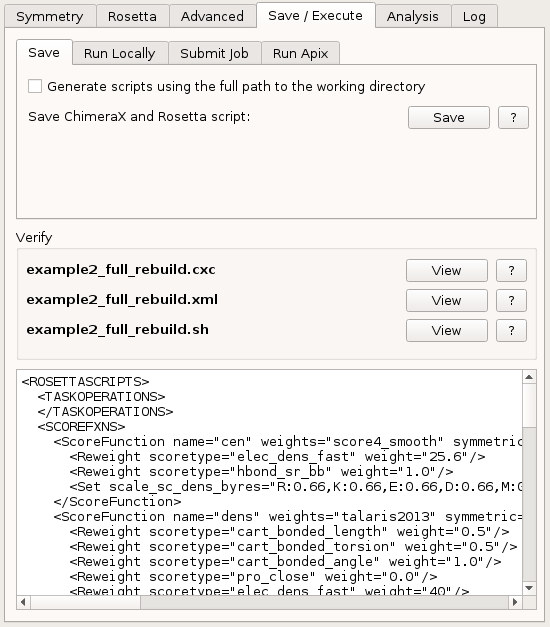 Symmetry Rosetta Advanced Save / Execute Analysis Log
Save Run Locally Submit Job Run Apix
Generate scripts using the full path to the working directory
Save ChimeraX and Rosetta script: Save ?
Verify
example2_full_rebuild.cxc View ?
example2_full_rebuild.xml View ?
example2_full_rebuild.sh View ?
<ROSETTASCRIPTS>
<TASKOPERATIONS>
</TASKOPERATIONS>
<SCOREFXNS>
<ScoreFunction name="cen" weights="score4_smooth" symmetric
<Reweight scoretype="elec_dens_fast" weight="25.6"/>
<Reweight scoretype="hbond_sr_bb" weight="1.0"/>
<Set scale_sc_dens_byres="R:0.66,K:0.66,E:0.66,D:0.66,M:0
</ScoreFunction>
<ScoreFunction name="dens" weights="talaris2013" symmetric=
<Reweight scoretype="cart_bonded_length" weight="0.5"/>
<Reweight scoretype="cart_bonded_torsion" weight="0.5"/>
<Reweight scoretype="cart_bonded_angle" weight="1.0"/>
<Reweight scoretype="pro_close" weight="0.0"/>
<Reweight scoretype="elec_dens_fast" weight="40"/>